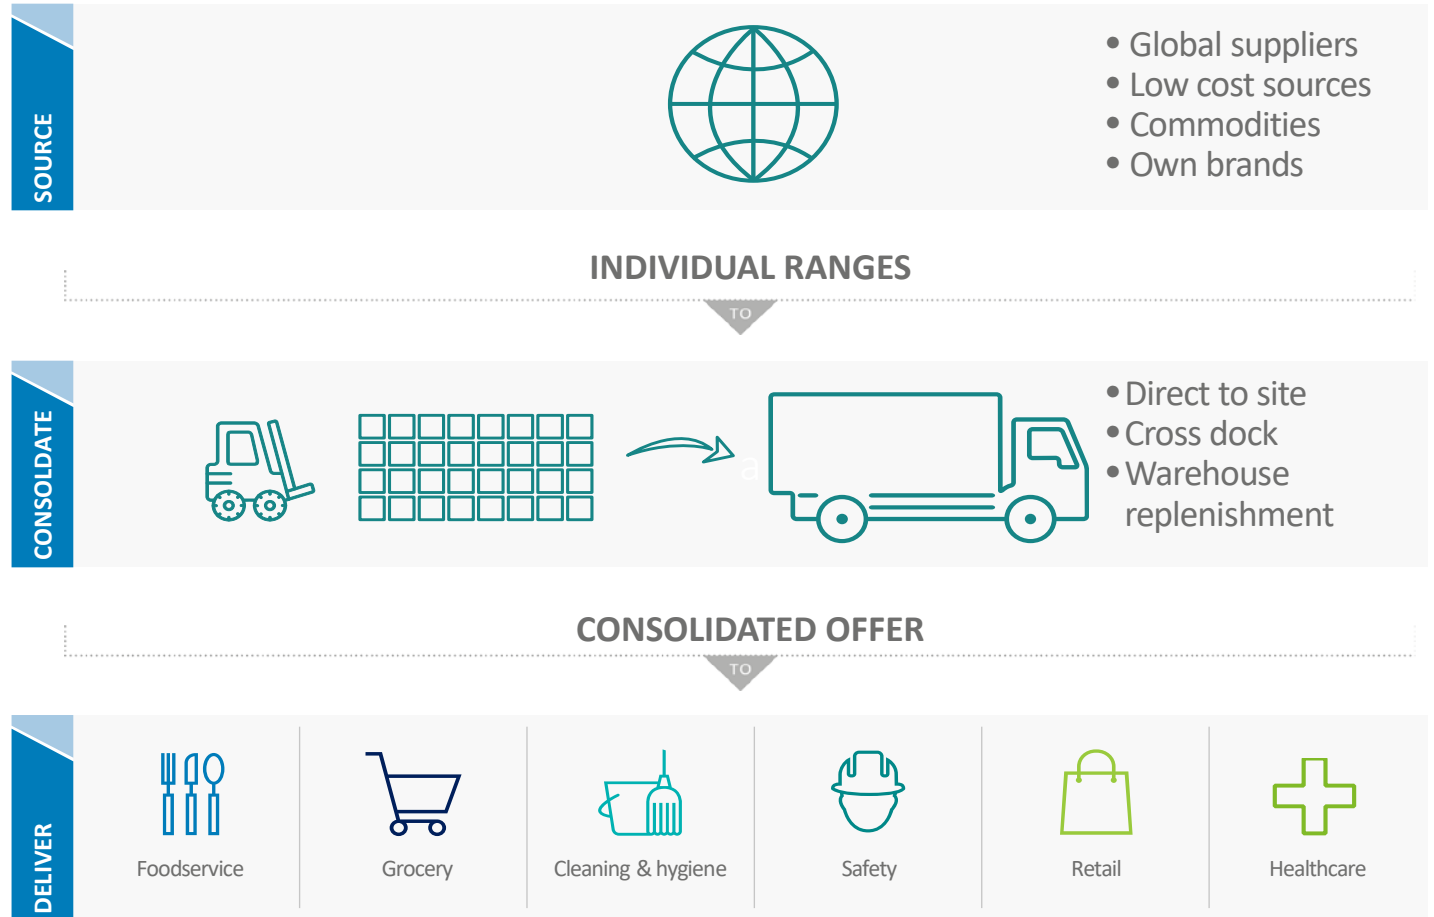 SOURCE
• Global suppliers
• Low cost sources
• Commodities
• Own brands
INDIVIDUAL RANGES
TO
CONSOLDATE
a
• Direct to site
• Cross dock
• Warehouse
replenishment
CONSOLIDATED OFFER
TO
DELIVER
Foodservice
Grocery
Cleaning & hygiene
Safety
Retail
Healthcare